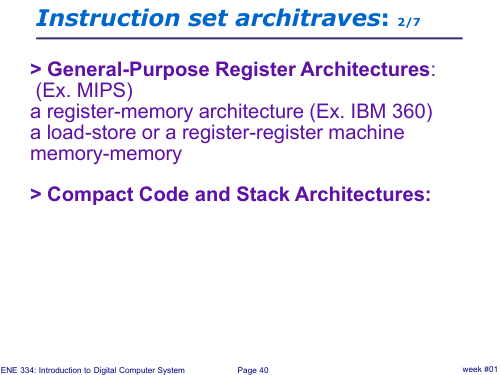 Instruction set architraves: 2/7
> General-Purpose Register Architectures:
(Ex. MIPS)
a register-memory architecture (Ex. IBM 360)
a load-store or a register-register machine
memory-memory
> Compact Code and Stack Architectures:
ENE 334: Introduction to Digital Computer System Page 40 week #01